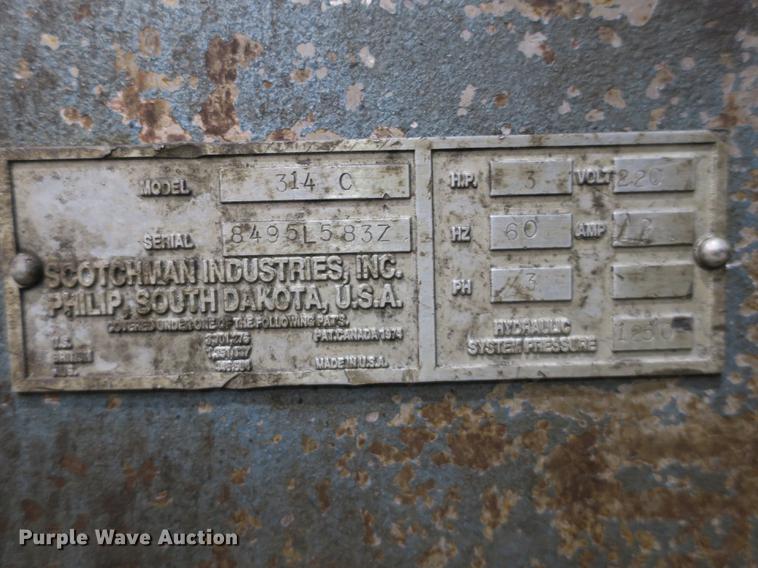 MODEL 314 C
SERIAL 8495L583Z
SCOTCHMAN INDUSTRIES, INC.
PHILIP, SOUTH DAKOTA, U.S.A.
COVERED UNDER ONE OF THE FOLLOWING PAT'S.
U.S. PAT. CANADA 1974
MADE IN U.S.A.
H.P. 3 VOLT 220
HZ 60 AMP
PH 3
HYDRAULIC
SYSTEM PRESSURE
Purple Wave Auction